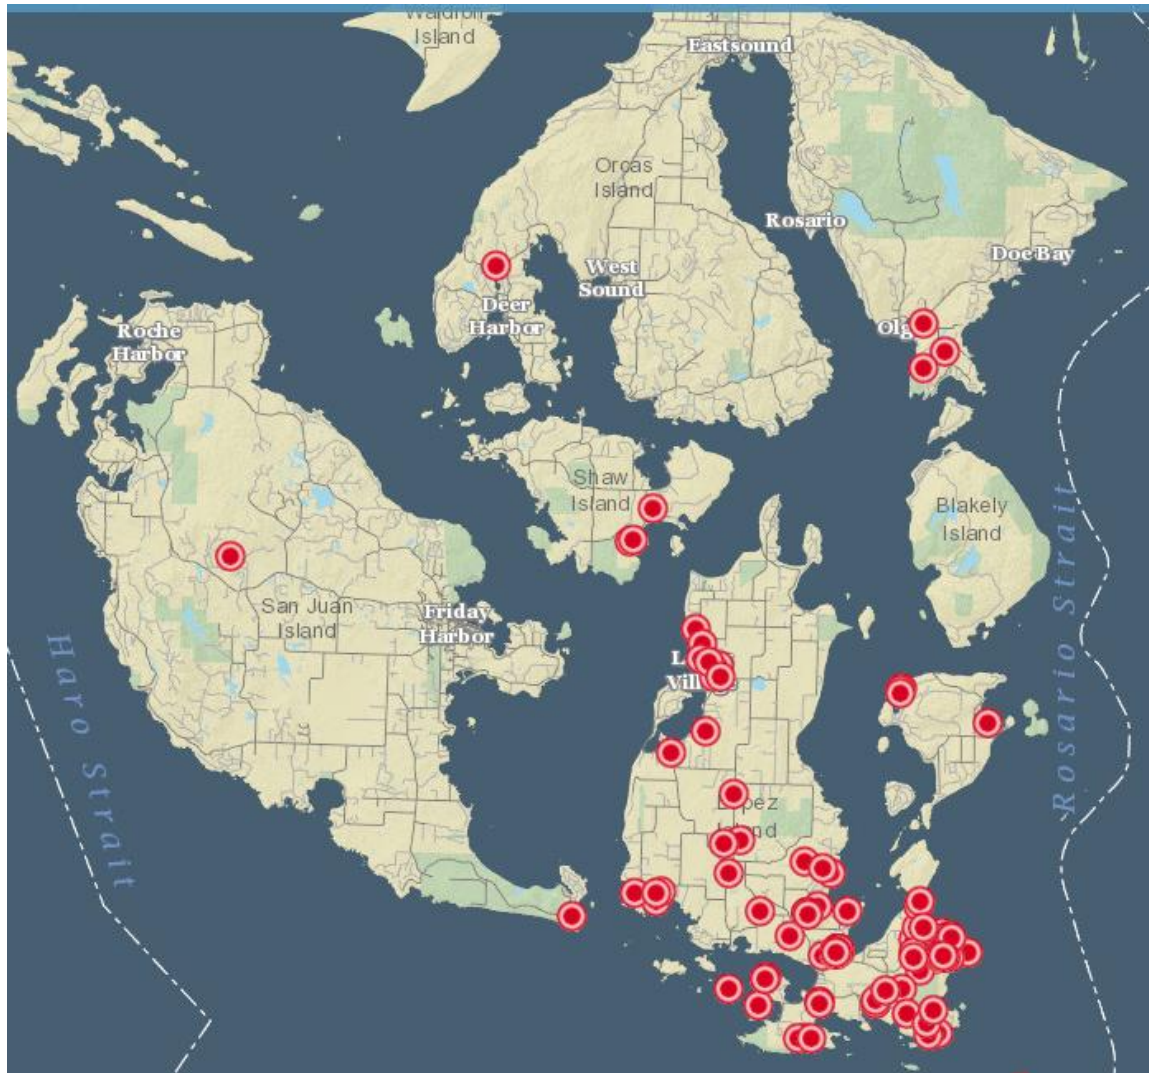 Island
Eastsound
Orcas
Island
Rosario
Doe Bay
West
Sound
Deer
Harbor
Roche
Harbor
Shaw
Island
Blakely
Island
San Juan
Island
Friday
Harbor
Haro Strait
Rosario Strait